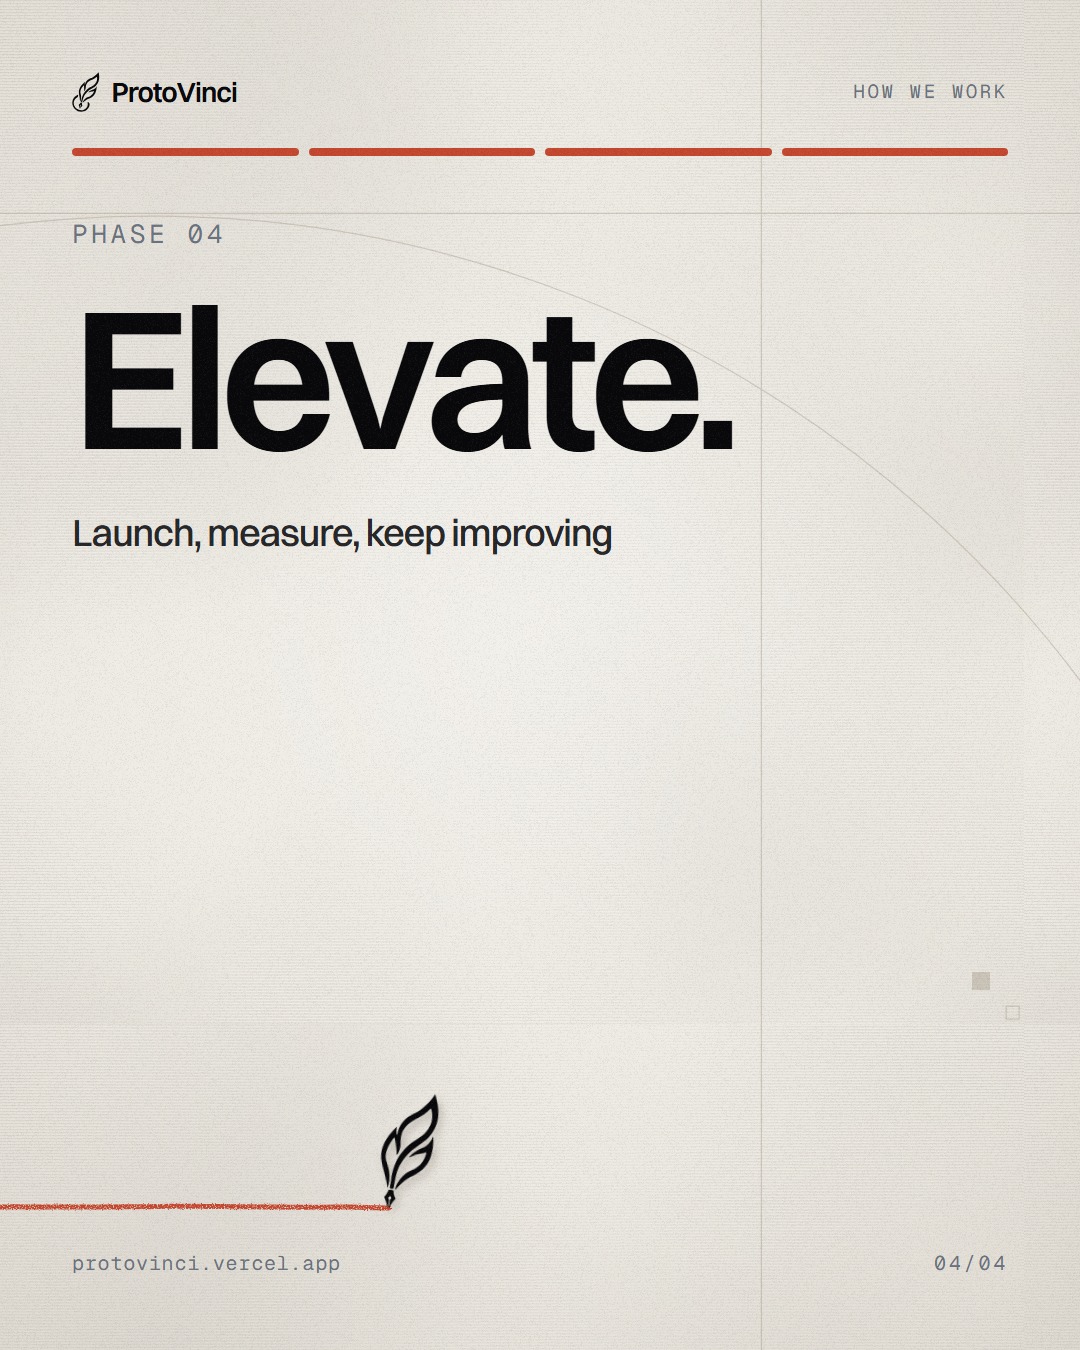 ProtoVinci
HOW WE WORK
PHASE 04
Elevate.
Launch, measure, keep improving
protovinci.vercel.app
04/04